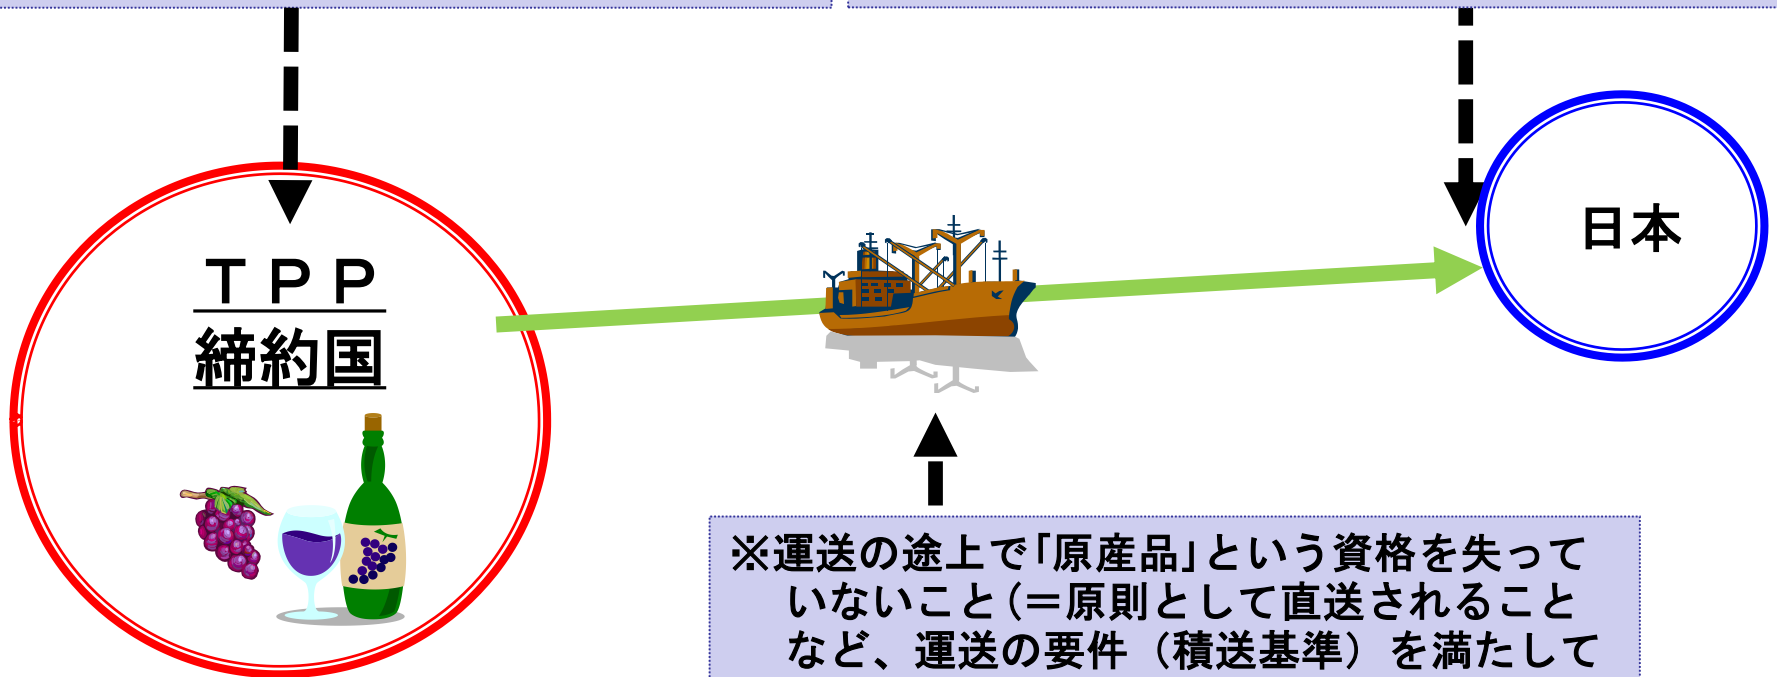 TPP
締約国
日本
※運送の途上で「原産品」という資格を失って
いないこと(=原則として直送されること
など、運送の要件（積送基準）を満たして